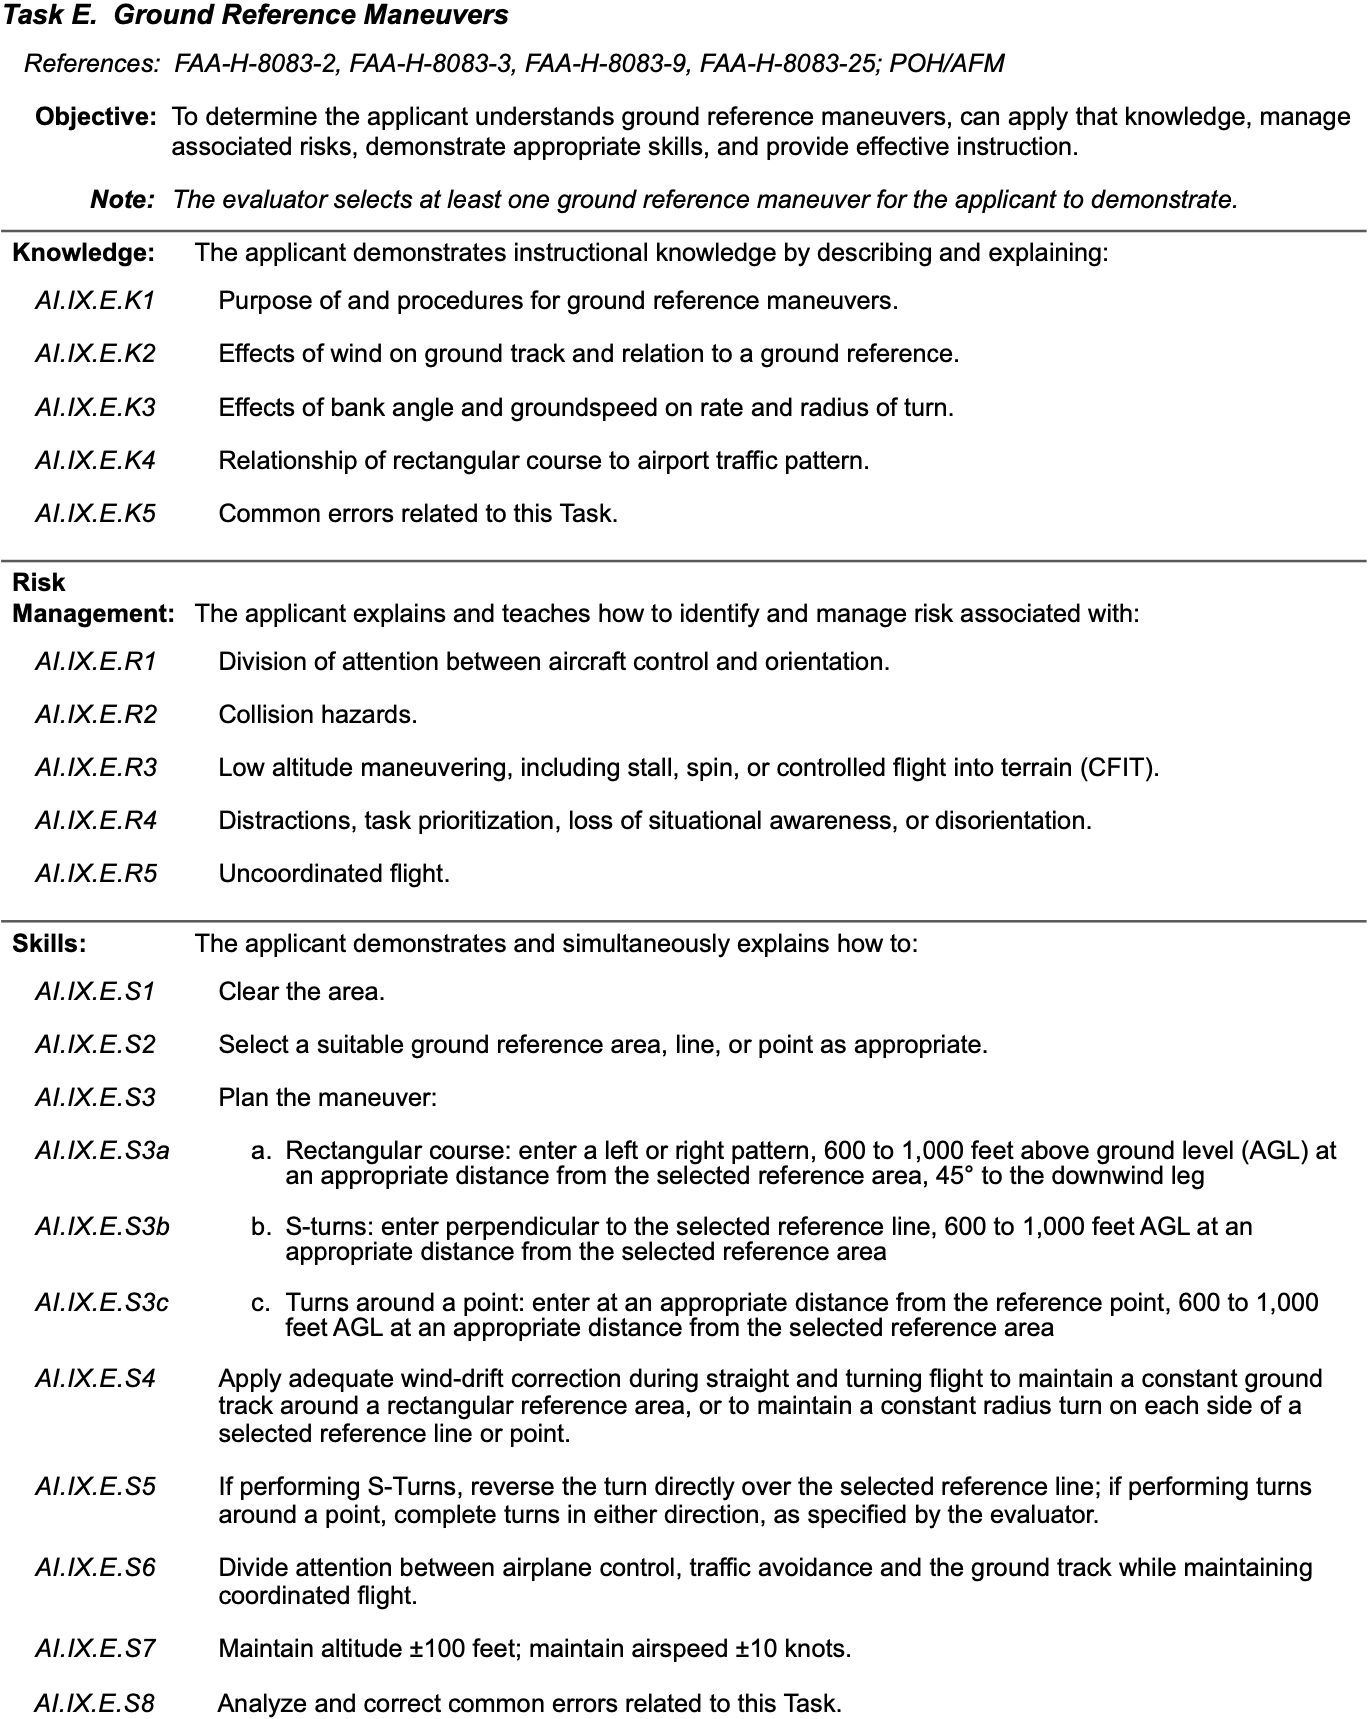 Task E. Ground Reference Maneuvers
References: FAA-H-8083-2, FAA-H-8083-3, FAA-H-8083-9, FAA-H-8083-25; POH/AFM
Objective: To determine the applicant understands ground reference maneuvers, can apply that knowledge, manage
associated risks, demonstrate appropriate skills, and provide effective instruction.
Note: The evaluator selects at least one ground reference maneuver for the applicant to demonstrate.
Knowledge: The applicant demonstrates instructional knowledge by describing and explaining:
AI.IX.E.K1 Purpose of and procedures for ground reference maneuvers.
AI.IX.E.K2 Effects of wind on ground track and relation to a ground reference.
AI.IX.E.K3 Effects of bank angle and groundspeed on rate and radius of turn.
AI.IX.E.K4 Relationship of rectangular course to airport traffic pattern.
AI.IX.E.K5 Common errors related to this Task.
Risk
Management: The applicant explains and teaches how to identify and manage risk associated with:
AI.IX.E.R1 Division of attention between aircraft control and orientation.
AI.IX.E.R2 Collision hazards.
AI.IX.E.R3 Low altitude maneuvering, including stall, spin, or controlled flight into terrain (CFIT).
AI.IX.E.R4 Distractions, task prioritization, loss of situational awareness, or disorientation.
AI.IX.E.R5 Uncoordinated flight.
Skills: The applicant demonstrates and simultaneously explains how to:
AI.IX.E.S1 Clear the area.
AI.IX.E.S2 Select a suitable ground reference area, line, or point as appropriate.
AI.IX.E.S3 Plan the maneuver:
AI.IX.E.S3a a. Rectangular course: enter a left or right pattern, 600 to 1,000 feet above ground level (AGL) at
an appropriate distance from the selected reference area, 45° to the downwind leg
AI.IX.E.S3b b. S-turns: enter perpendicular to the selected reference line, 600 to 1,000 feet AGL at an
appropriate distance from the selected reference area
AI.IX.E.S3c c. Turns around a point: enter at an appropriate distance from the reference point, 600 to 1,000
feet AGL at an appropriate distance from the selected reference area
AI.IX.E.S4 Apply adequate wind-drift correction during straight and turning flight to maintain a constant ground
track around a rectangular reference area, or to maintain a constant radius turn on each side of a
selected reference line or point.
AI.IX.E.S5 If performing S-Turns, reverse the turn directly over the selected reference line; if performing turns
around a point, complete turns in either direction, as specified by the evaluator.
AI.IX.E.S6 Divide attention between airplane control, traffic avoidance and the ground track while maintaining
coordinated flight.
AI.IX.E.S7 Maintain altitude ±100 feet; maintain airspeed ±10 knots.
AI.IX.E.S8 Analyze and correct common errors related to this Task.